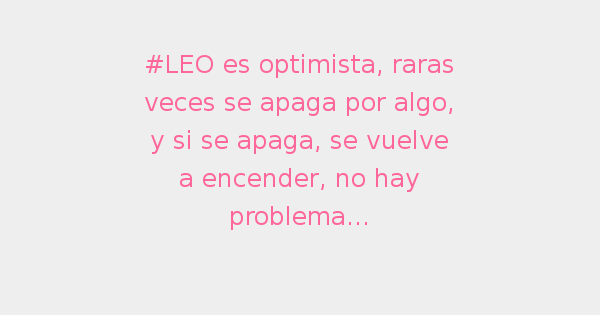 #LEO es optimista, raras
veces se apaga por algo,
y si se apaga, se vuelve
a encender, no hay
problema...